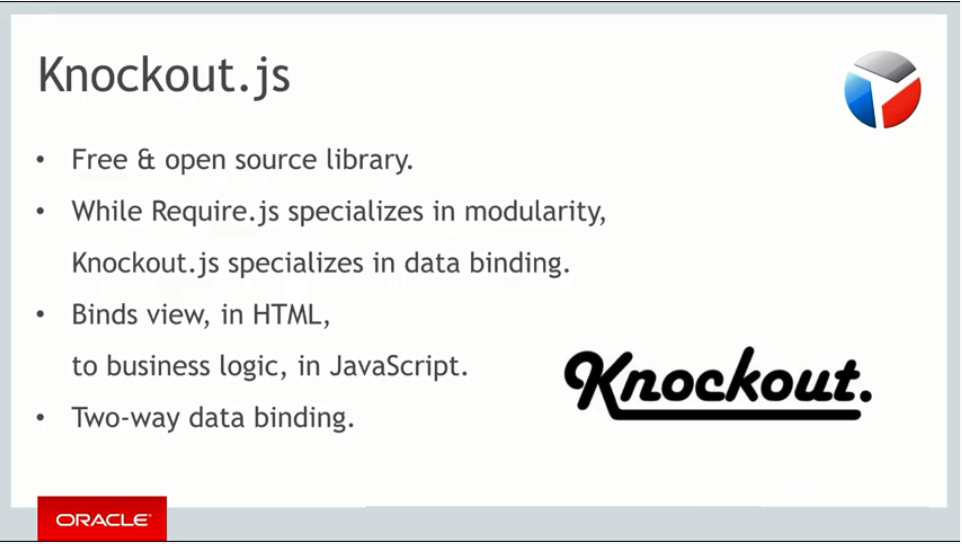 Knockout.js
• Free & open source library.
• While Require.js specializes in modularity,
Knockout.js specializes in data binding.
• Binds view, in HTML,
to business logic, in JavaScript.
• Two-way data binding.
Knockout.
ORACLE